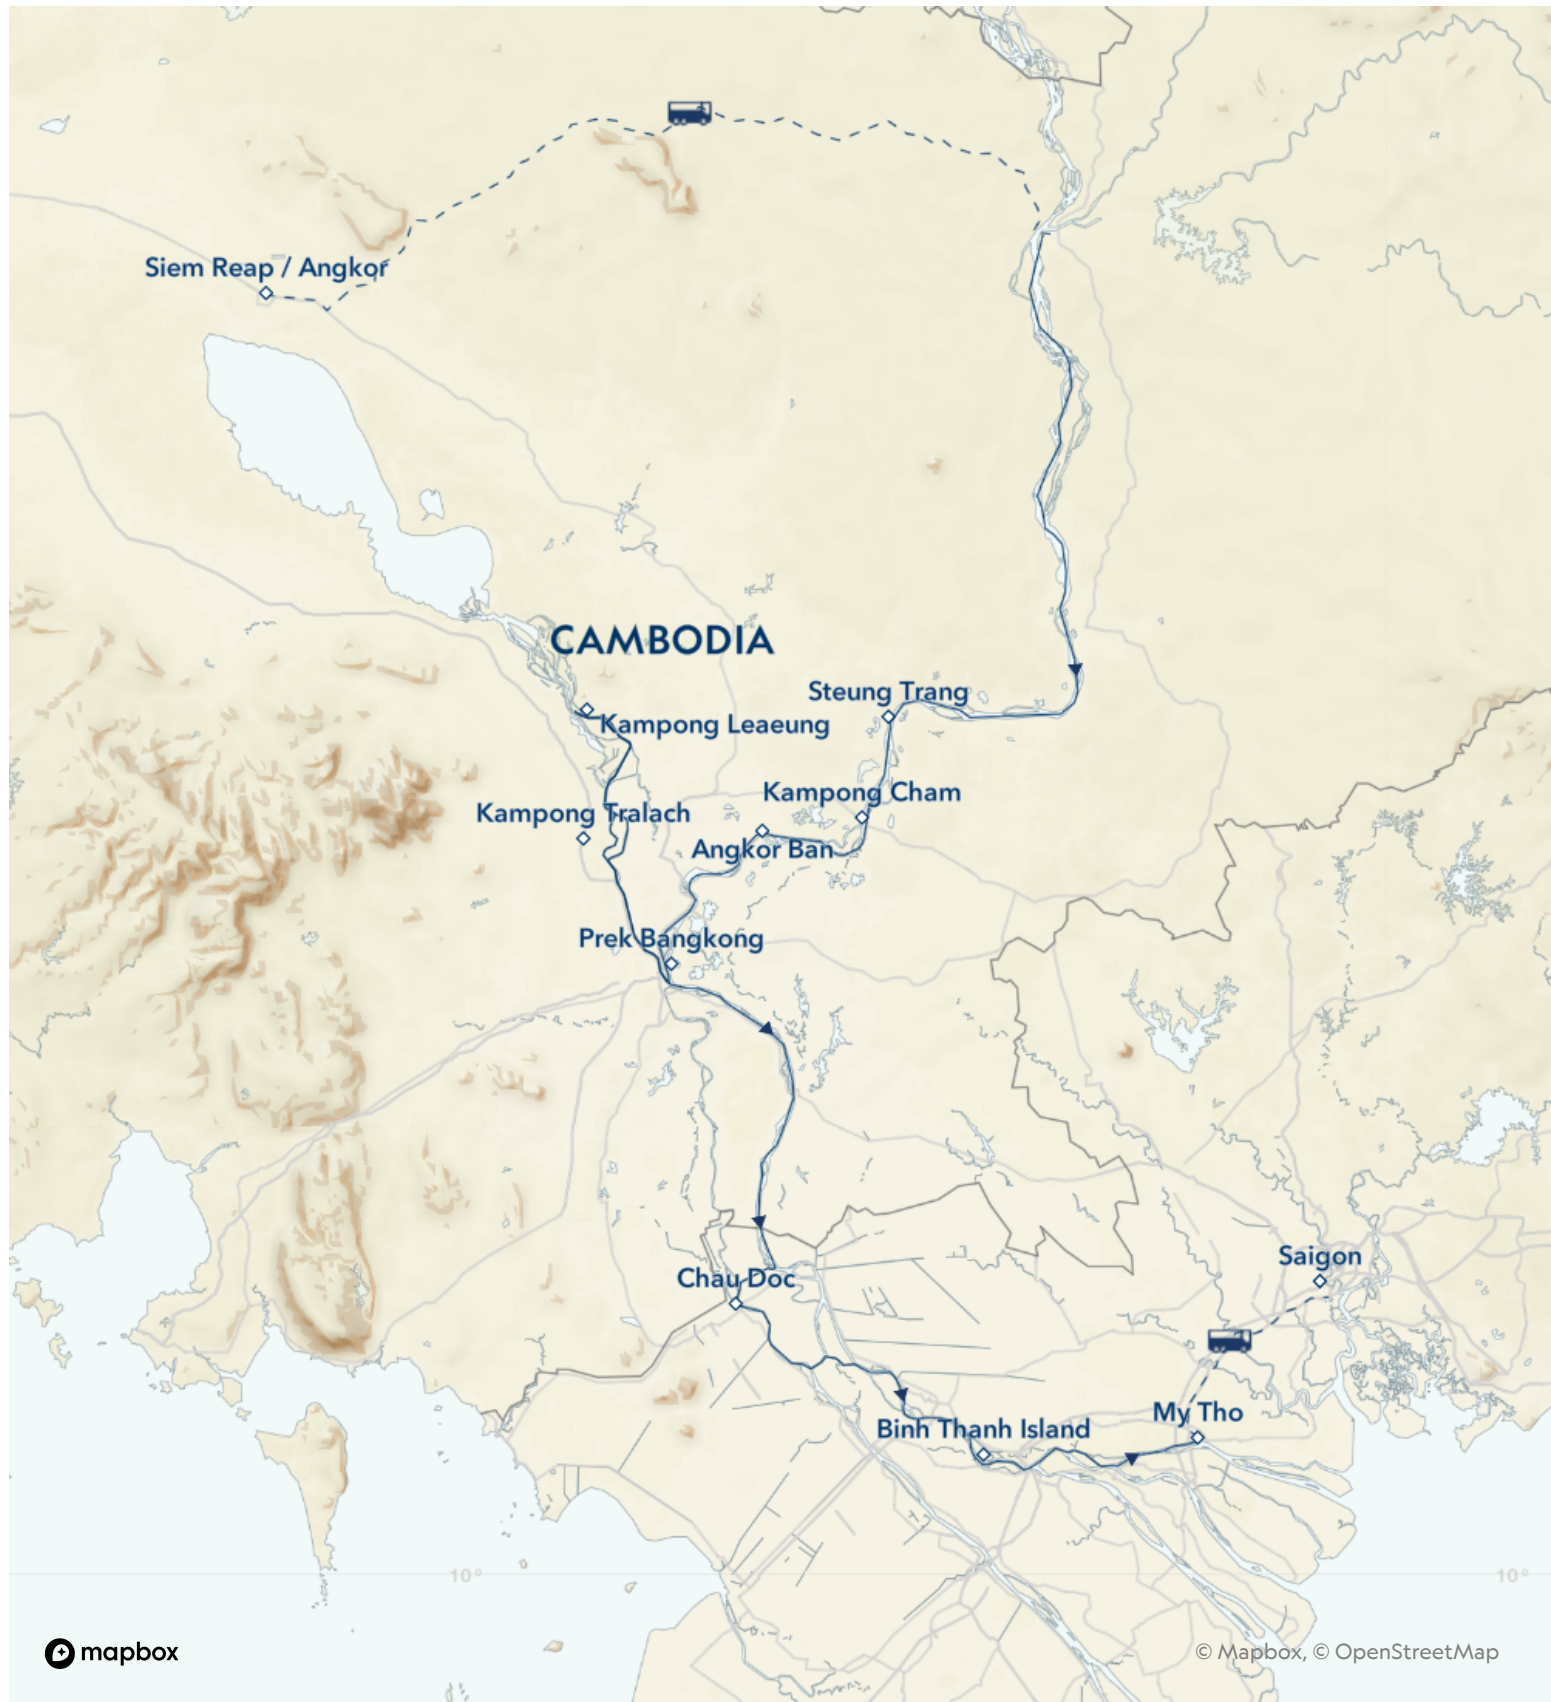 Siem Reap / Angkor
CAMBODIA
Steung Trang
Kampong Leaeung
Kampong Cham
Kampong Tralach
Angkor Ban
Prek Bangkong
Saigon
Chau Doc
My Tho
Binh Thanh Island
10°
10°
mapbox
© Mapbox, © OpenStreetMap